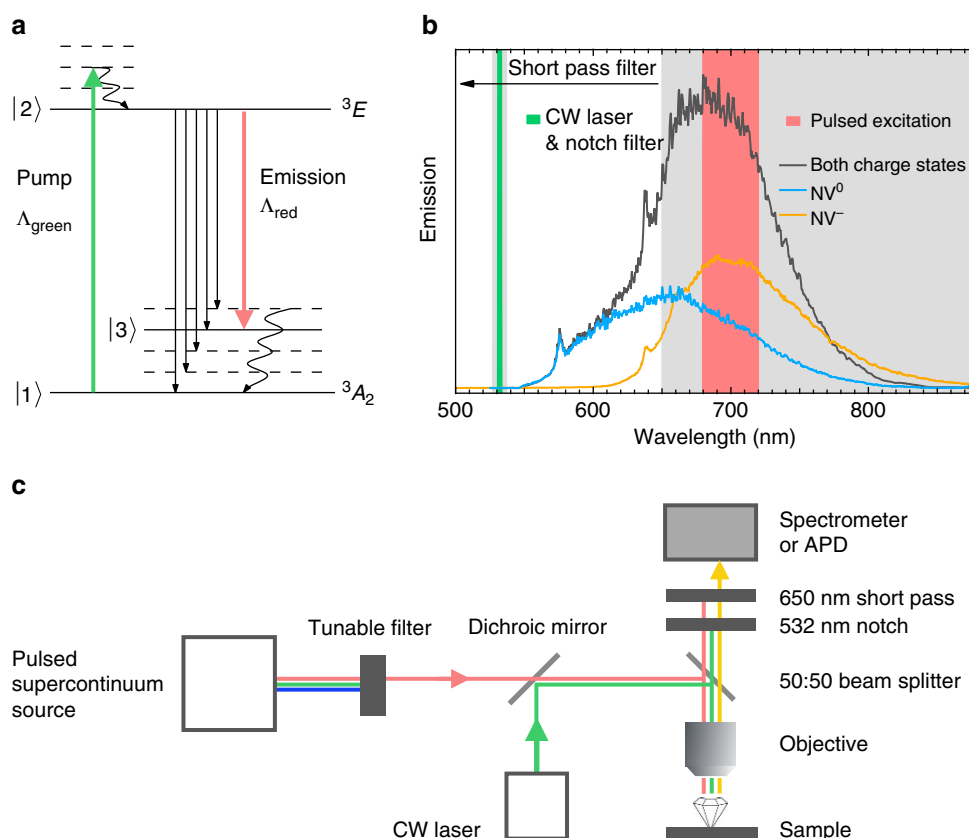 a
|2⟩
³E
Pump
Λgreen
Emission
Λred
|3⟩
|1⟩
³A₂
b
Short pass filter
CW laser
& notch filter
Pulsed excitation
Both charge states
NV⁰
NV⁻
Emission
500
600
700
800
Wavelength (nm)
c
Spectrometer
or APD
650 nm short pass
532 nm notch
Tunable filter
Dichroic mirror
Pulsed
supercontinuum
source
50:50 beam splitter
Objective
CW laser
Sample